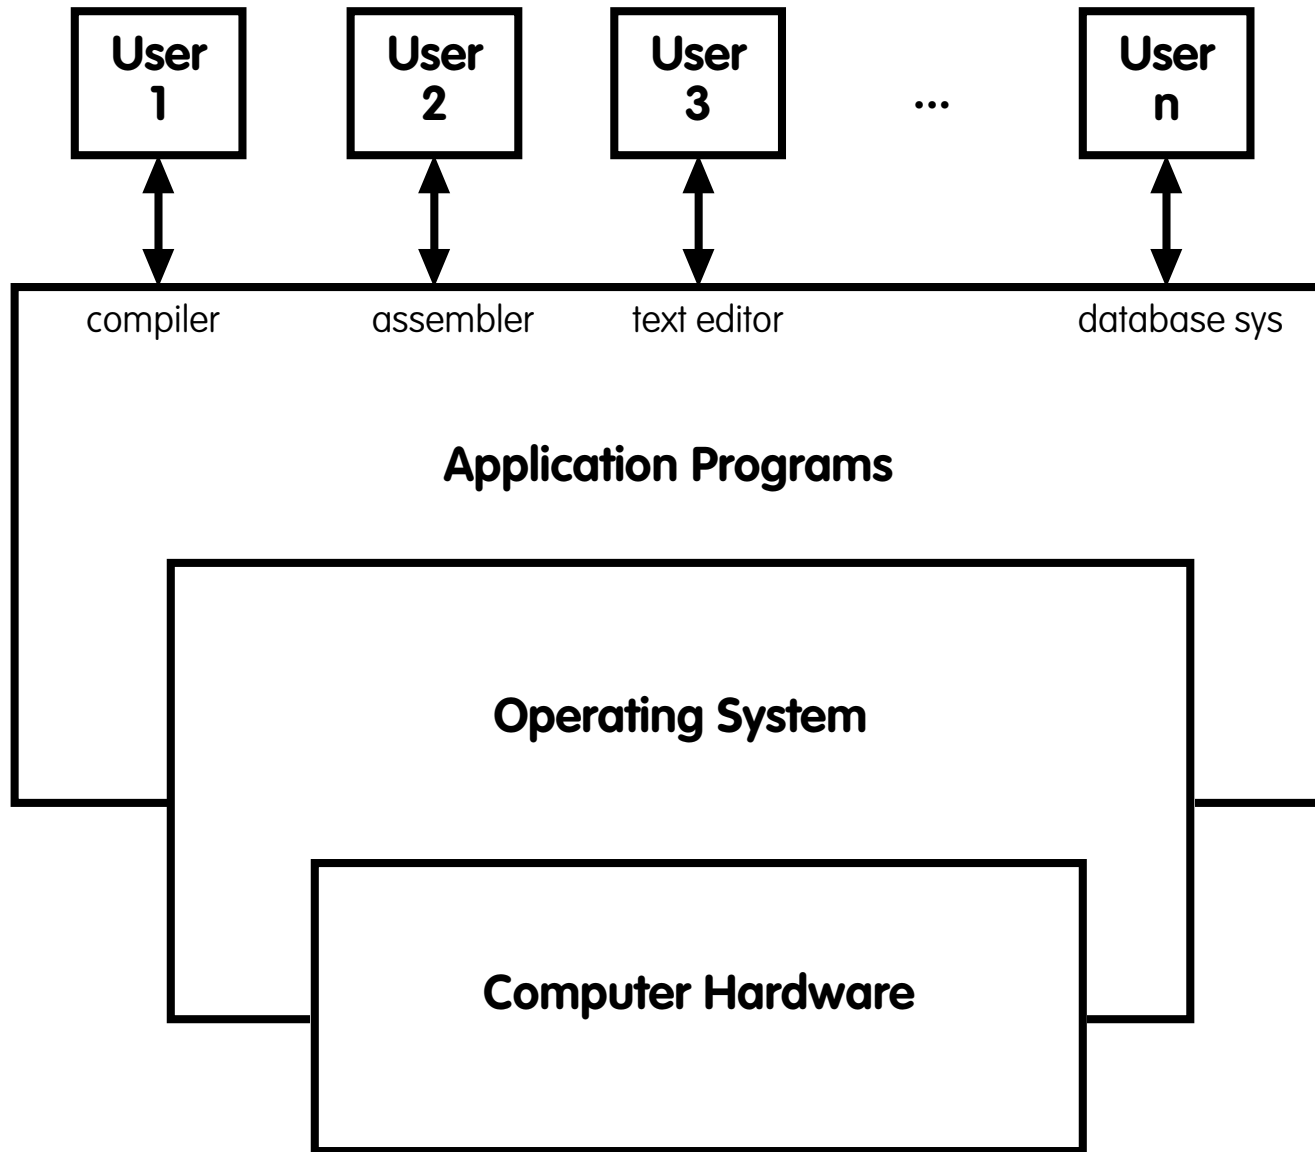 User
1
User
2
User
3
...
User
n
compiler
assembler
text editor
database sys
Application Programs
Operating System
Computer Hardware